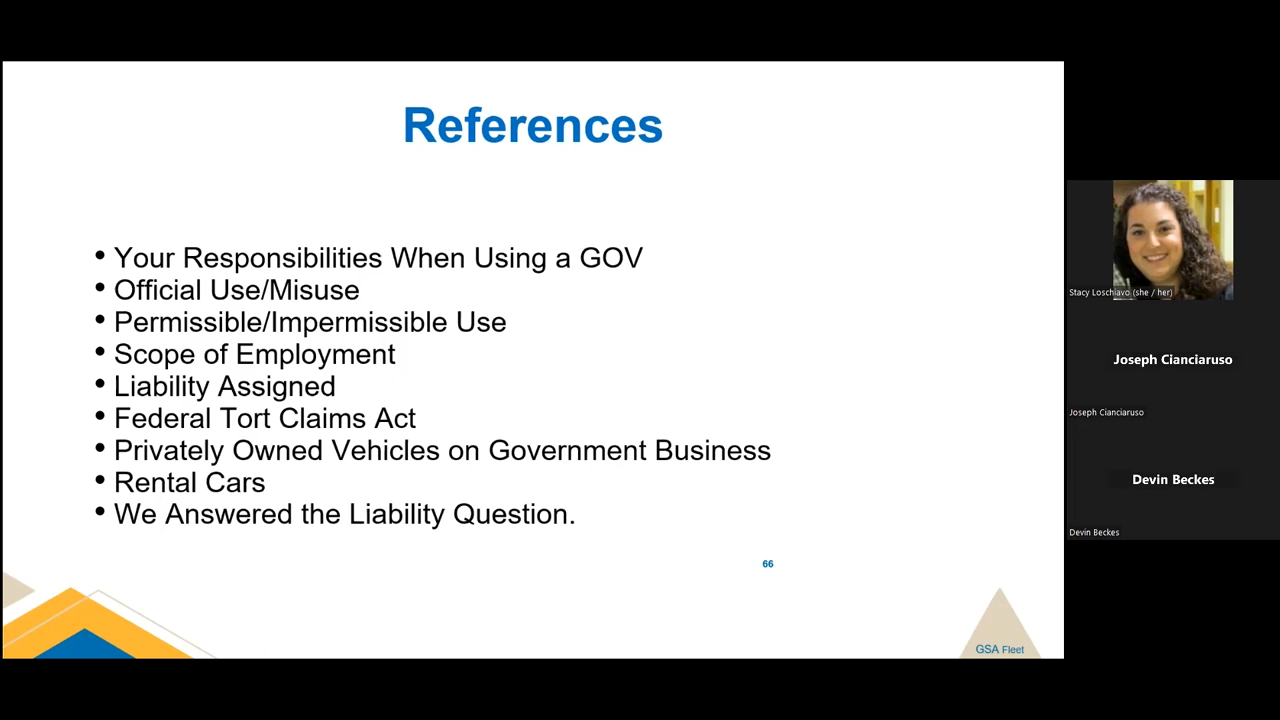 References
• Your Responsibilities When Using a GOV
• Official Use/Misuse
• Permissible/Impermissible Use
• Scope of Employment
• Liability Assigned
• Federal Tort Claims Act
• Privately Owned Vehicles on Government Business
• Rental Cars
• We Answered the Liability Question.
66
GSA Fleet
Stacy Loschiavo (she / her)
Joseph Cianciaruso
Joseph Cianciaruso
Devin Beckes
Devin Beckes